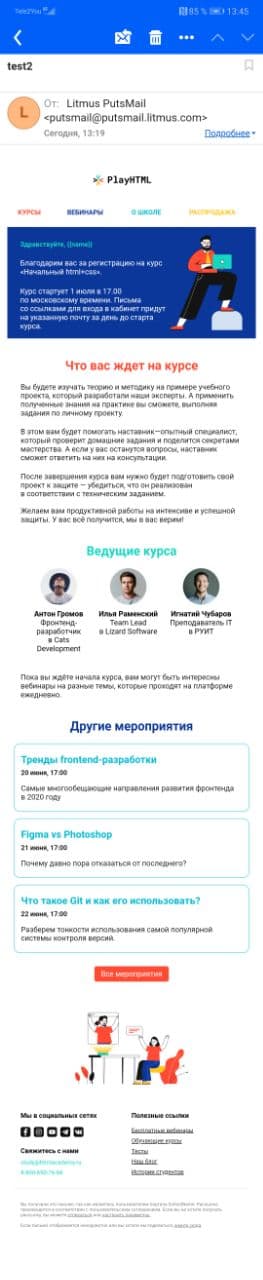 Tele2You
85 % 13:45
test2
L
От: Litmus PutsMail
<putsmail@putsmail.litmus.com>
Сегодня, 13:19 Подробнее
PlayHTML
КУРСЫ ВЕБИНАРЫ О ШКОЛЕ РАСПРОДАЖА
Здравствуйте, {{name}}
Благодарим вас за регистрацию на курс
«Начальный html+css».
Курс стартует 1 июля в 17.00
по московскому времени. Письма
со ссылками для входа в кабинет придут
на указанную почту за день до старта
курса.
Что вас ждет на курсе
Вы будете изучать теорию и методику на примере учебного
проекта, который разработали наши эксперты. А применить
полученные знания на практике вы сможете, выполняя
задания по личному проекту.
В этом вам будет помогать наставник—опытный специалист,
который проверит домашние задания и поделится секретами
мастерства. А если у вас останутся вопросы, наставник
сможет ответить на них на консультации.
После завершения курса вам нужно будет подготовить свой
проект к защите — убедиться, что он реализован
в соответствии с техническим заданием.
Желаем вам продуктивной работы на интенсиве и успешной
защиты. У вас всё получится, мы в вас верим!
Ведущие курса
Антон Громов
Фронтенд-
разработчик
в Cats
Development
Илья Раменский
Team Lead
в Lizard Software
Игнатий Чубаров
Преподаватель IT
в РУИТ
Пока вы ждёте начала курса, вам могут быть интересны
вебинары на разные темы, которые проходят на платформе
ежедневно.
Другие мероприятия
Тренды frontend-разработки
20 июня, 17:00
Самые многообещающие направления развития фронтенда
в 2020 году
Figma vs Photoshop
21 июня, 17:00
Почему давно пора отказаться от последнего?
Что такое Git и как его использовать?
22 июня, 17:00
Разберем тонкости использования самой популярной
системы контроля версий.
Все мероприятия
Мы в социальных сетях
Свяжитесь с нами
Полезные ссылки
Бесплатные вебинары
Обучающие курсы
Тесты
Наш блог
Истории студентов